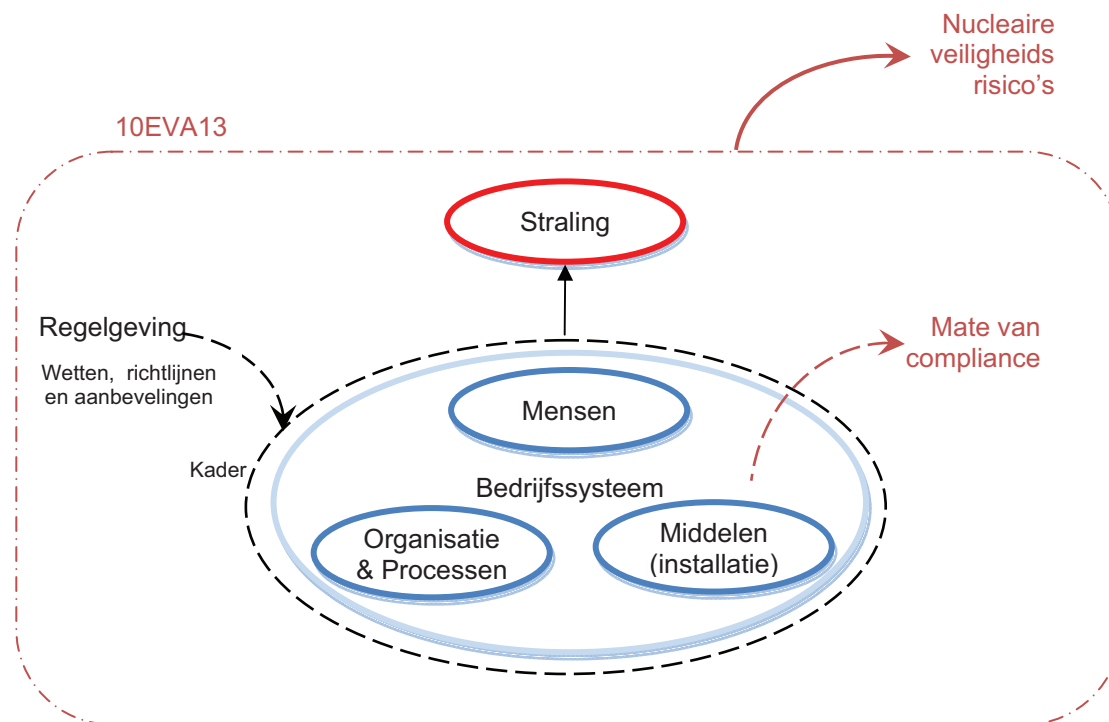 Nucleaire
veiligheids
risico's
10EVA13
Straling
Regelgeving
Wetten, richtlijnen
en aanbevelingen
Mate van
compliance
Mensen
Kader
Bedrijfssysteem
Organisatie
& Processen
Middelen
(installatie)